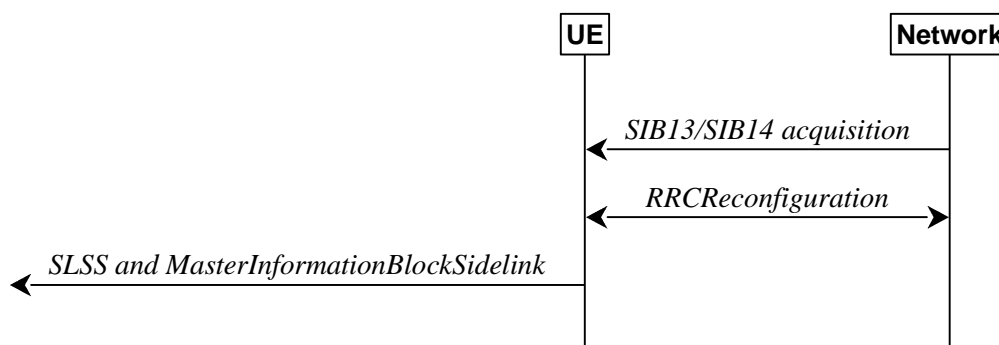 UE
Network
SIB13/SIB14 acquisition
RRCReconfiguration
SLSS and MasterInformationBlockSidelink